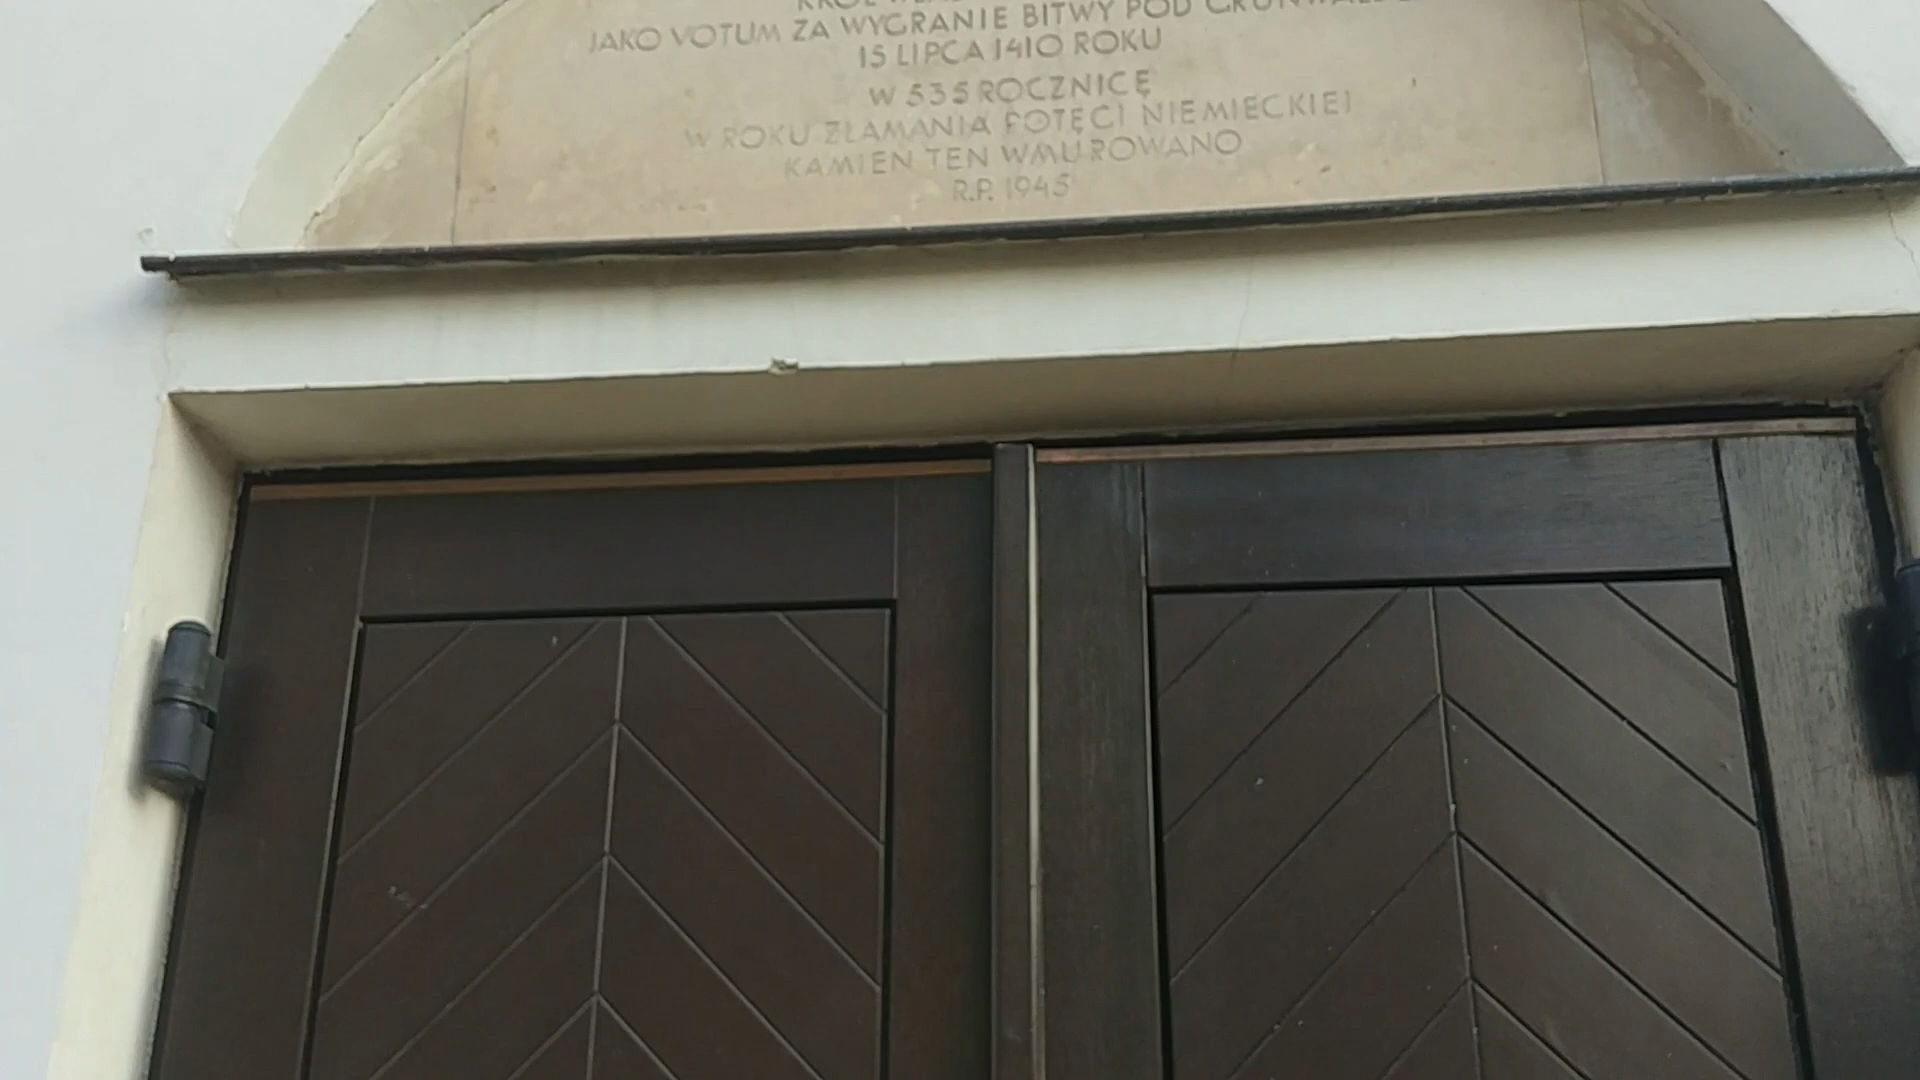 JAKO VOTUM ZA WYGRANIE BITWY POD
15 LIPCA 1410 ROKU
W 535 ROCZNICĘ
W ROKU ZŁAMANIA POTĘGI NIEMIECKIEJ
KAMIEŃ TEN WMUROWANO
R.P. 1945